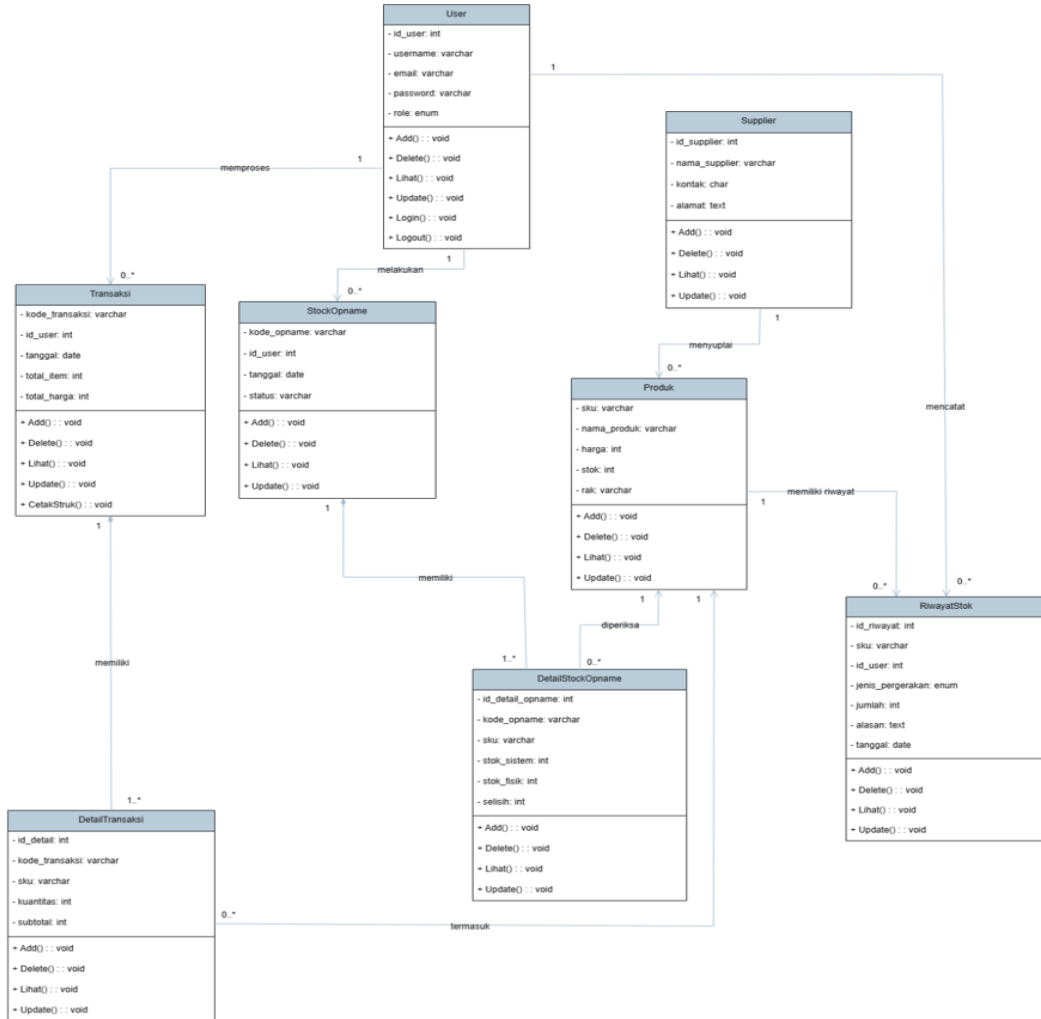 User
- id_user: int
- username: varchar
- email: varchar
- password: varchar
- role: enum
+ Add() : : void
+ Delete() : : void
+ Lihat() : : void
+ Update() : : void
+ Login() : : void
+ Logout() : : void
1
mencatat
0..*
1
memproses
0..*
1
melakukan
0..*
Supplier
- id_supplier: int
- nama_supplier: varchar
- kontak: char
- alamat: text
+ Add() : : void
+ Delete() : : void
+ Lihat() : : void
+ Update() : : void
1
menyuplai
0..*
Transaksi
- kode_transaksi: varchar
- id_user: int
- tanggal: date
- total_item: int
- total_harga: int
+ Add() : : void
+ Delete() : : void
+ Lihat() : : void
+ Update() : : void
+ CetakStruk() : : void
1
memiliki
1..*
StockOpname
- kode_opname: varchar
- id_user: int
- tanggal: date
- status: varchar
+ Add() : : void
+ Delete() : : void
+ Lihat() : : void
+ Update() : : void
1
memiliki
1..*
Produk
- sku: varchar
- nama_produk: varchar
- harga: int
- stok: int
- rak: varchar
+ Add() : : void
+ Delete() : : void
+ Lihat() : : void
+ Update() : : void
1
memiliki riwayat
0..*
1
diperiksa
0..*
1
RiwayatStok
- id_riwayat: int
- sku: varchar
- id_user: int
- jenis_pergerakan: enum
- jumlah: int
- alasan: text
- tanggal: date
+ Add() : : void
+ Delete() : : void
+ Lihat() : : void
+ Update() : : void
DetailStockOpname
- id_detail_opname: int
- kode_opname: varchar
- sku: varchar
- stok_sistem: int
- stok_fisik: int
- selisih: int
+ Add() : : void
+ Delete() : : void
+ Lihat() : : void
+ Update() : : void
DetailTransaksi
- id_detail: int
- kode_transaksi: varchar
- sku: varchar
- kuantitas: int
- subtotal: int
+ Add() : : void
+ Delete() : : void
+ Lihat() : : void
+ Update() : : void
0..*
termasuk